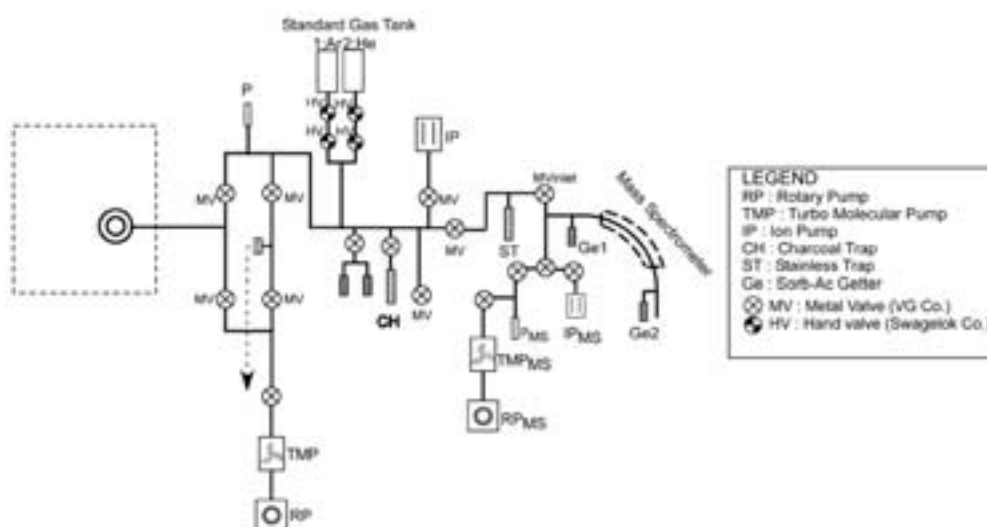 Standard Gas Tank
1:Ar 2:He
HV HV
HV HV
P
IP
MV MV MV
MV
MVinlet
Mass Spectrometer
ST
Ge1
MV MV
CH
MV
PMS
IPMS
Ge2
TMPMS
RPMS
TMP
RP
LEGEND
RP : Rotary Pump
TMP : Turbo Molecular Pump
IP : Ion Pump
CH : Charcoal Trap
ST : Stainless Trap
Ge : Sorb-Ac Getter
MV : Metal Valve (VG Co.)
HV : Hand valve (Swagelok Co.)